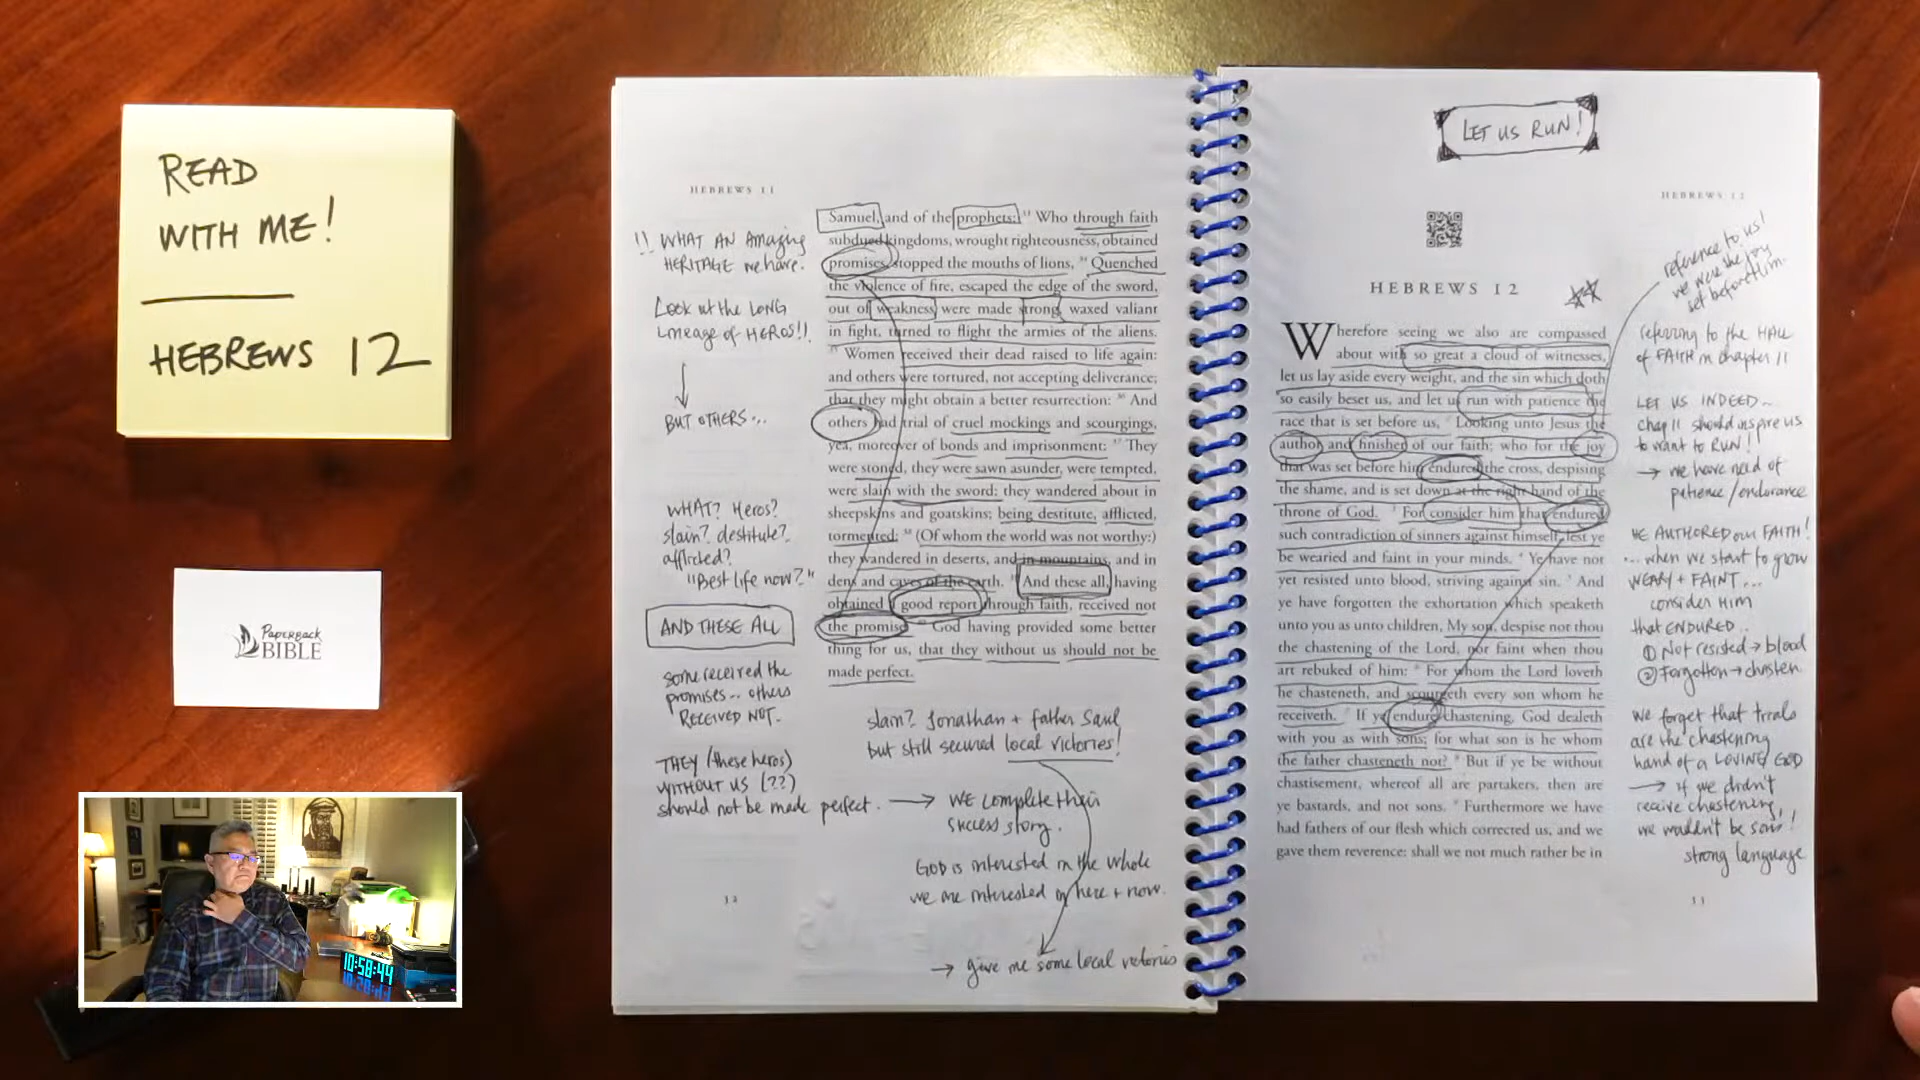 READ
WITH ME!
HEBREWS 12
Paperback
BIBLE
10:58:44
HEBREWS 11
!! WHAT AN AMAZING
HERITAGE we have.
Look at the LONG
Lineage of HEROS!!
BUT OTHERS...
WHAT? Heros?
slain? destitute?
afflicted?
"Best life now?"
AND THESE ALL
some received the
promises.. others
RECEIVED NOT.
THEY (these heros)
WITHOUT US (??)
should not be made perfect. → WE complete their
success story.
Samuel, and of the prophets: 33 Who through faith
subdued kingdoms, wrought righteousness, obtained
promises, stopped the mouths of lions, 34 Quenched
the violence of fire, escaped the edge of the sword,
out of weakness were made strong, waxed valiant
in fight, turned to flight the armies of the aliens.
35 Women received their dead raised to life again:
and others were tortured, not accepting deliverance;
that they might obtain a better resurrection: 36 And
others had trial of cruel mockings and scourgings,
yea, moreover of bonds and imprisonment: 37 They
were stoned, they were sawn asunder, were tempted,
were slain with the sword: they wandered about in
sheepskins and goatskins; being destitute, afflicted,
tormented; 38 (Of whom the world was not worthy:)
they wandered in deserts, and in mountains, and in
dens and caves of the earth. 39 And these all, having
obtained a good report through faith, received not
the promise: 40 God having provided some better
thing for us, that they without us should not be
made perfect.
slain? Jonathan + father Saul
but still secured local victories!
GOD is interested in the whole
we are interested in here + now.
→ give me some local victories
32
LET US RUN!
HEBREWS 12
HEBREWS 12
Wherefore seeing we also are compassed
about with so great a cloud of witnesses,
let us lay aside every weight, and the sin which doth
so easily beset us, and let us run with patience the
race that is set before us, 2 Looking unto Jesus the
author and finisher of our faith; who for the joy
that was set before him endured the cross, despising
the shame, and is set down at the right hand of the
throne of God. 3 For consider him that endured
such contradiction of sinners against himself, lest ye
be wearied and faint in your minds. 4 Ye have not
yet resisted unto blood, striving against sin. 5 And
ye have forgotten the exhortation which speaketh
unto you as unto children, My son, despise not thou
the chastening of the Lord, nor faint when thou
art rebuked of him: 6 For whom the Lord loveth
he chasteneth, and scourgeth every son whom he
receiveth. 7 If ye endure chastening, God dealeth
with you as with sons; for what son is he whom
the father chasteneth not? 8 But if ye be without
chastisement, whereof all are partakers, then are
ye bastards, and not sons. 9 Furthermore we have
had fathers of our flesh which corrected us, and we
gave them reverence: shall we not much rather be in
reference to us!
we were the joy
set before Him.
referring to the HALL
of FAITH in chapter 11
LET US INDEED~
chap 11 should inspire us
to want to RUN!
→ we have need of
patience/endurance
HE AUTHORED our FAITH!
...when we start to grow
WEARY + FAINT...
consider HIM
that ENDURED..
① Not resisted → blood
② Forgotten → chasten
we forget that trials
are the chastening
hand of a LOVING GOD
→ if we didn't
receive chastening,
we wouldn't be sons!
strong language
33